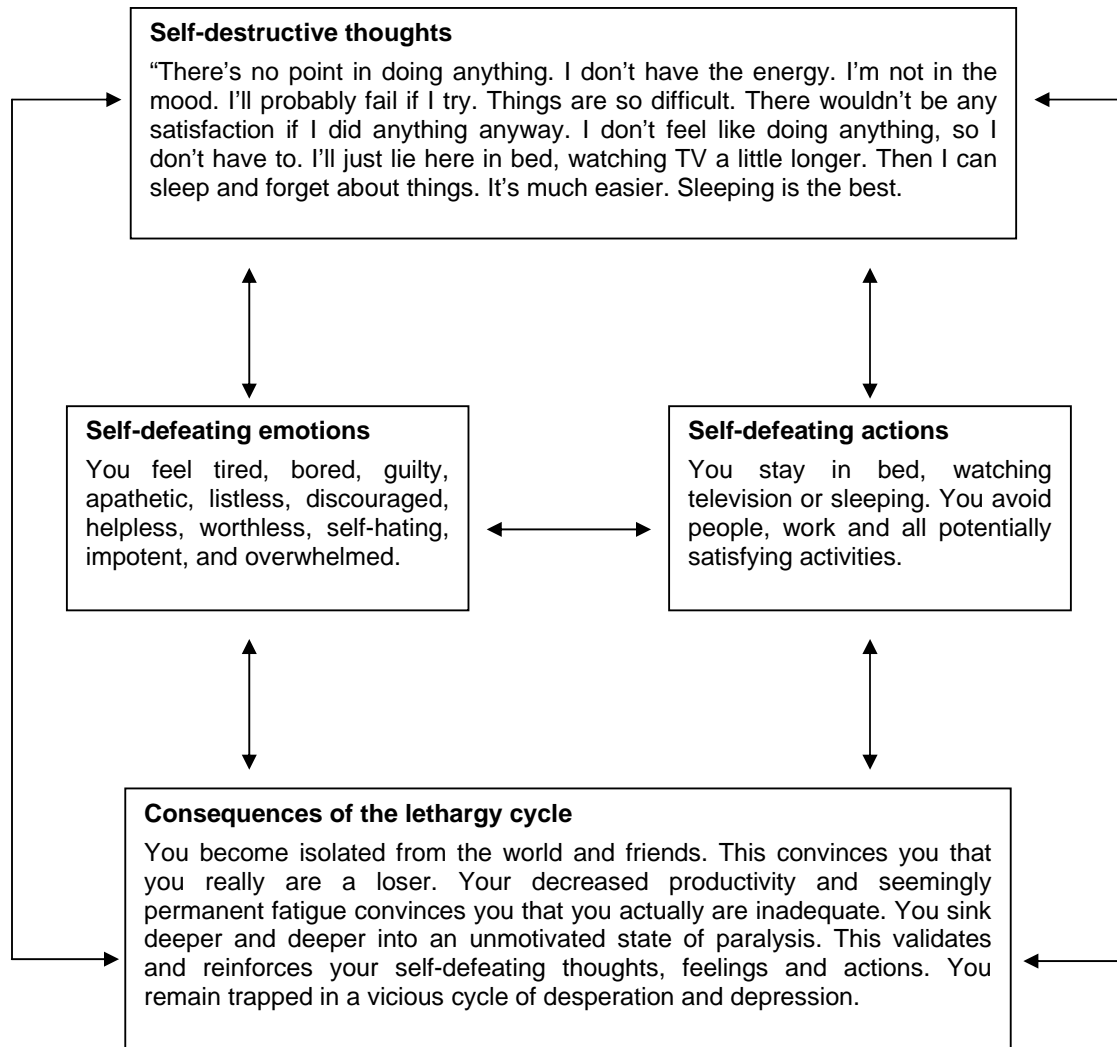 Self-destructive thoughts
“There’s no point in doing anything. I don’t have the energy. I’m not in the
mood. I’ll probably fail if I try. Things are so difficult. There wouldn’t be any
satisfaction if I did anything anyway. I don’t feel like doing anything, so I
don’t have to. I’ll just lie here in bed, watching TV a little longer. Then I can
sleep and forget about things. It’s much easier. Sleeping is the best.
Self-defeating emotions
You feel tired, bored, guilty,
apathetic, listless, discouraged,
helpless, worthless, self-hating,
impotent, and overwhelmed.
Self-defeating actions
You stay in bed, watching
television or sleeping. You avoid
people, work and all potentially
satisfying activities.
Consequences of the lethargy cycle
You become isolated from the world and friends. This convinces you that
you really are a loser. Your decreased productivity and seemingly
permanent fatigue convinces you that you actually are inadequate. You sink
deeper and deeper into an unmotivated state of paralysis. This validates
and reinforces your self-defeating thoughts, feelings and actions. You
remain trapped in a vicious cycle of desperation and depression.